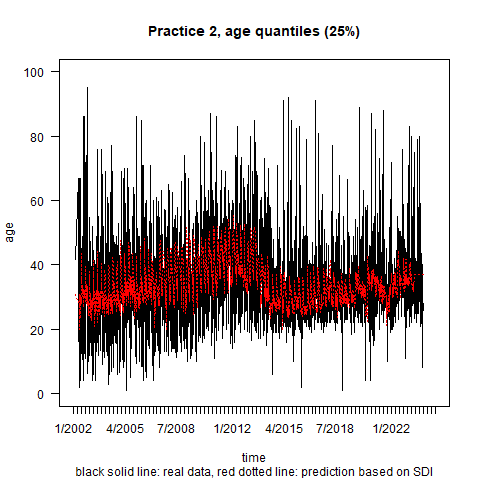 Practice 2, age quantiles (25%)
age
100
80
60
40
20
0
1/2002 4/2005 7/2008 1/2012 4/2015 7/2018 1/2022
time
black solid line: real data, red dotted line: prediction based on SDI